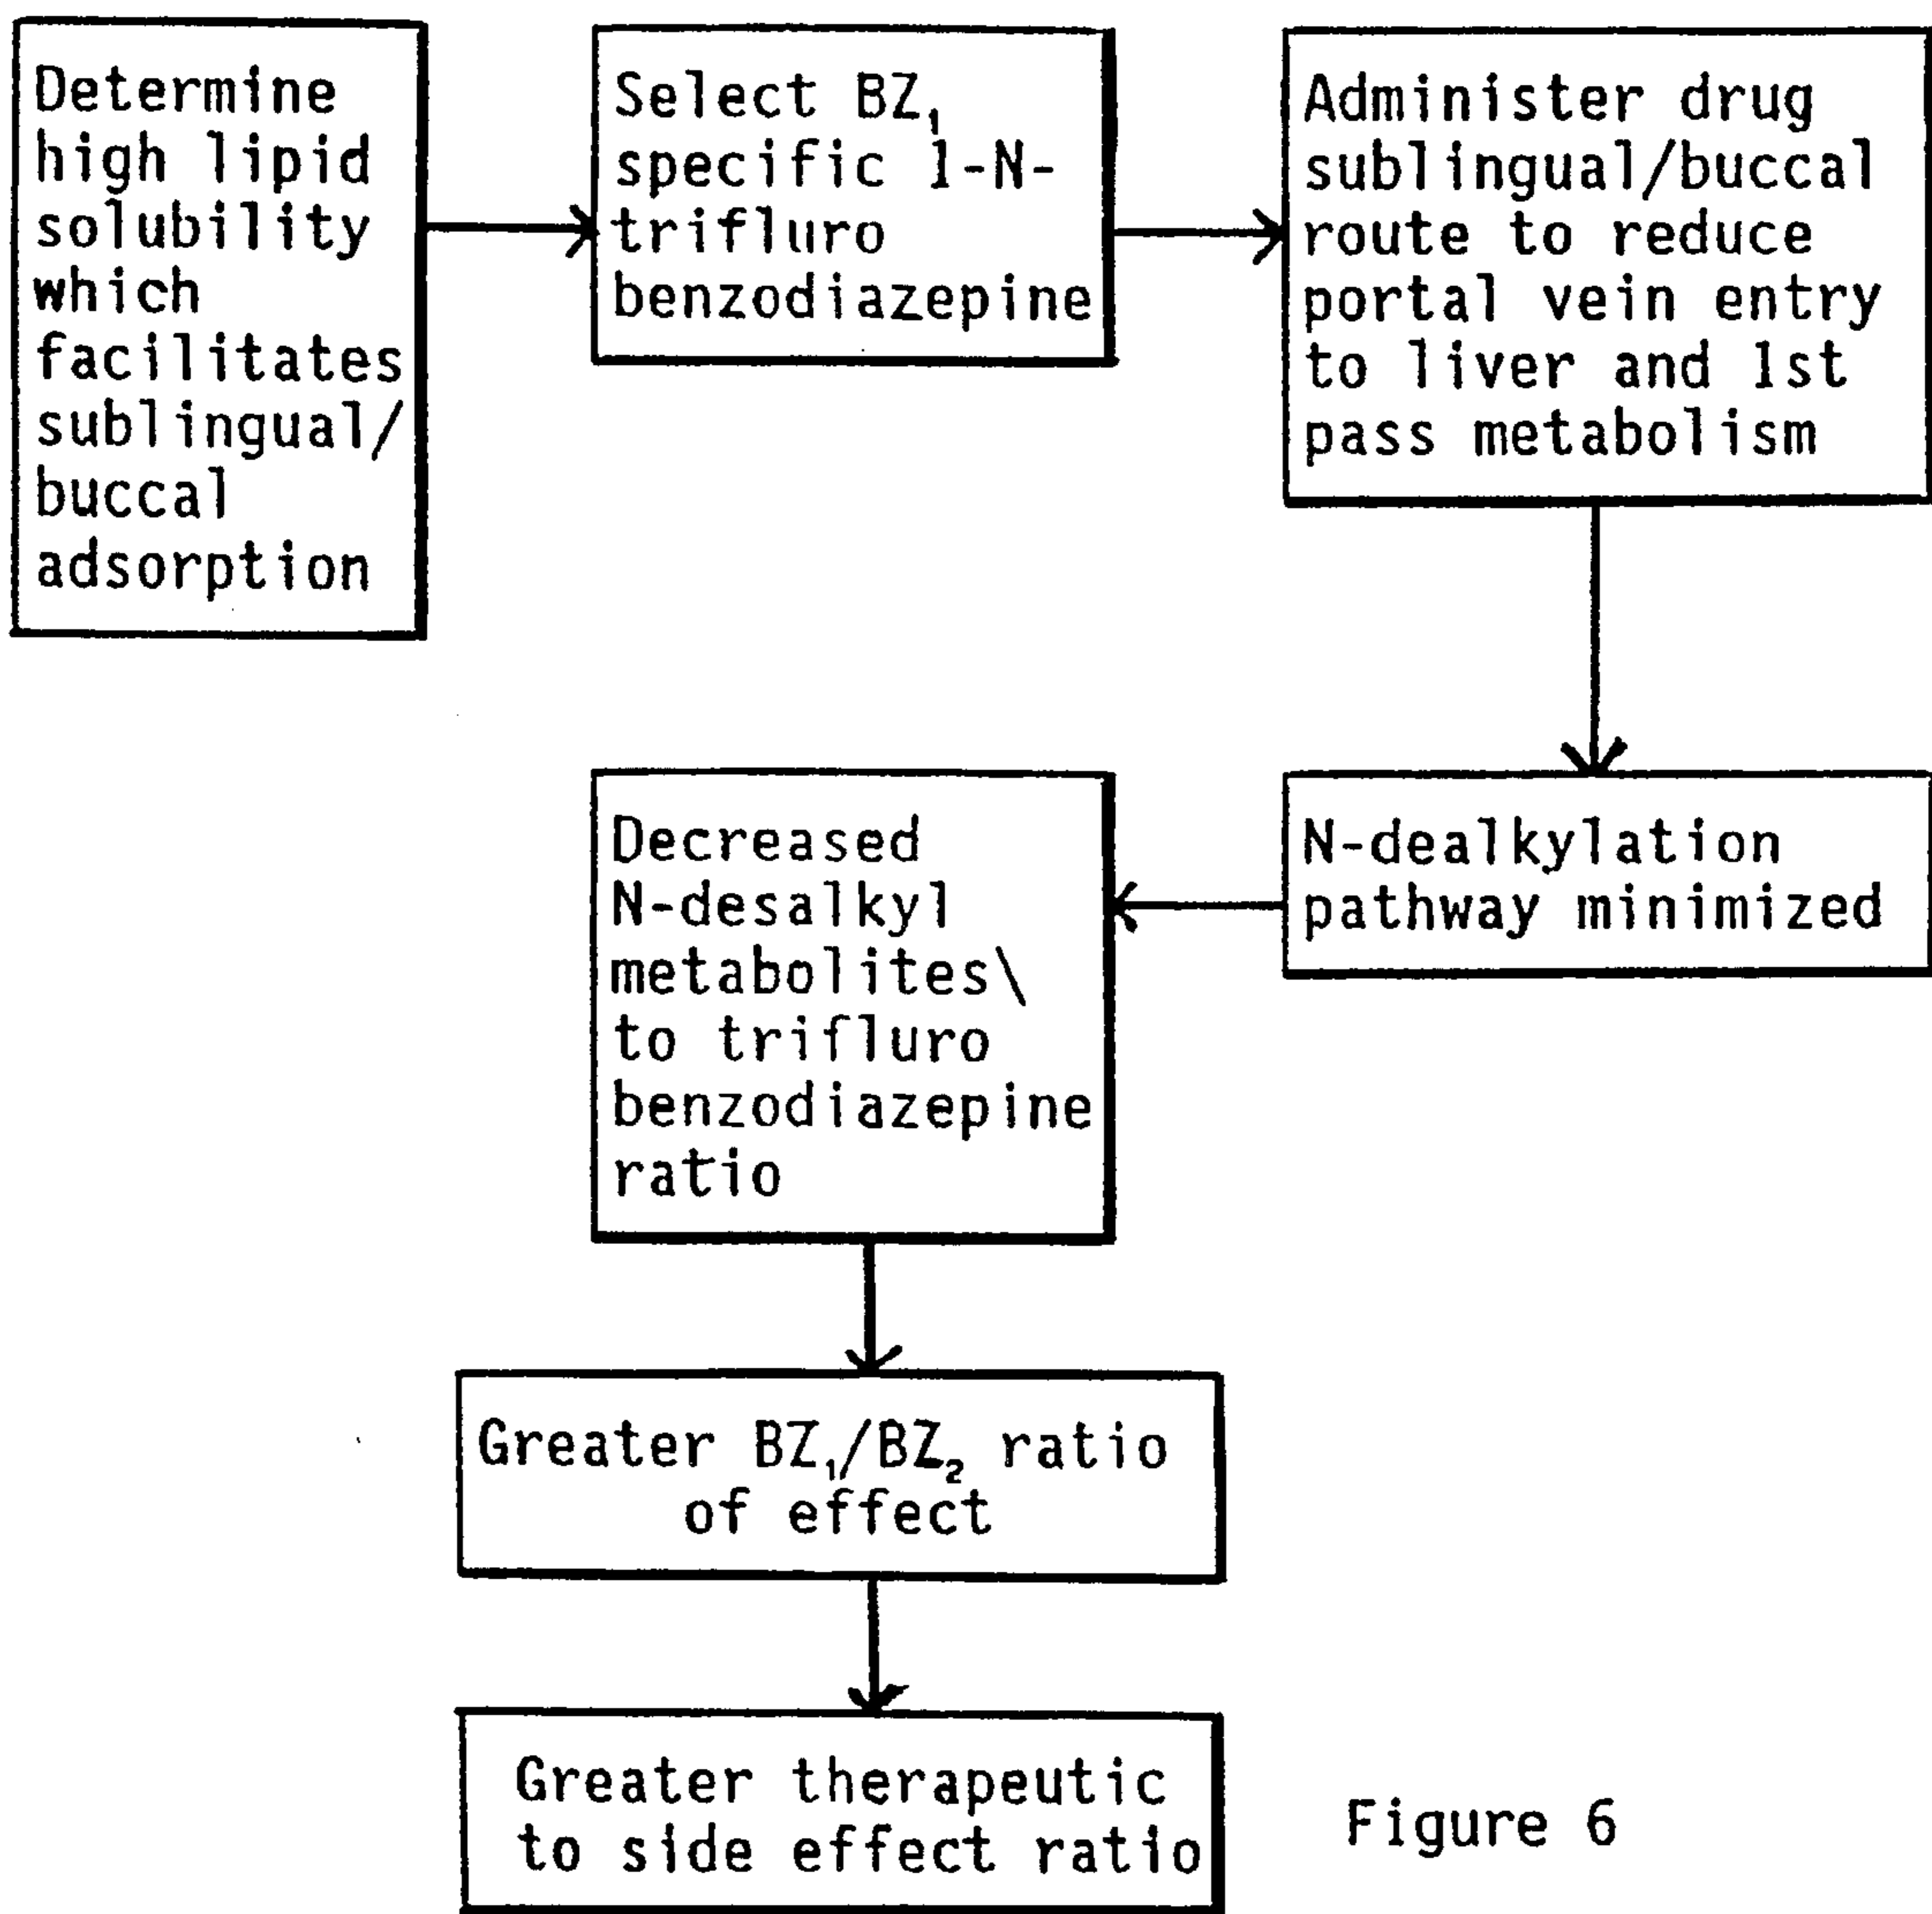 Determine
high lipid
solubility
which
facilitates
sublingual/
buccal
adsorption
Select BZ₁
specific 1-N-
trifluro
benzodiazepine
Administer drug
sublingual/buccal
route to reduce
portal vein entry
to liver and 1st
pass metabolism
N-dealkylation
pathway minimized
Decreased
N-desalkyl
metabolites\
to trifluro
benzodiazepine
ratio
Greater BZ₁/BZ₂ ratio
of effect
Greater therapeutic
to side effect ratio
Figure 6